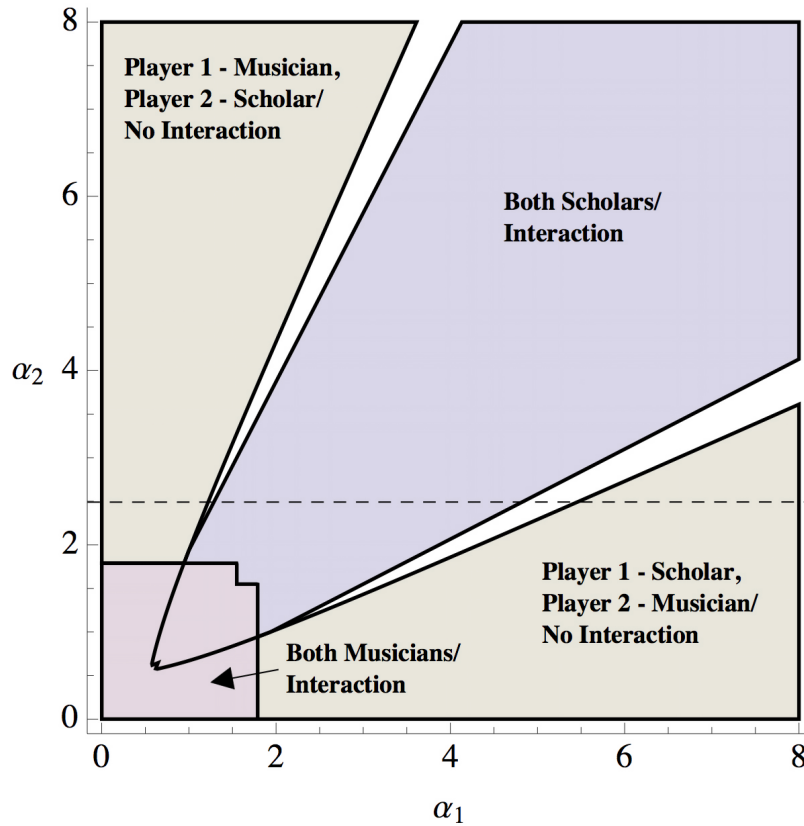 8
Player 1 - Musician,
Player 2 - Scholar/
No Interaction
6
Both Scholars/
Interaction
4
α2
2
Player 1 - Scholar,
Player 2 - Musician/
No Interaction
Both Musicians/
Interaction
0
0 2 4 6 8
α1